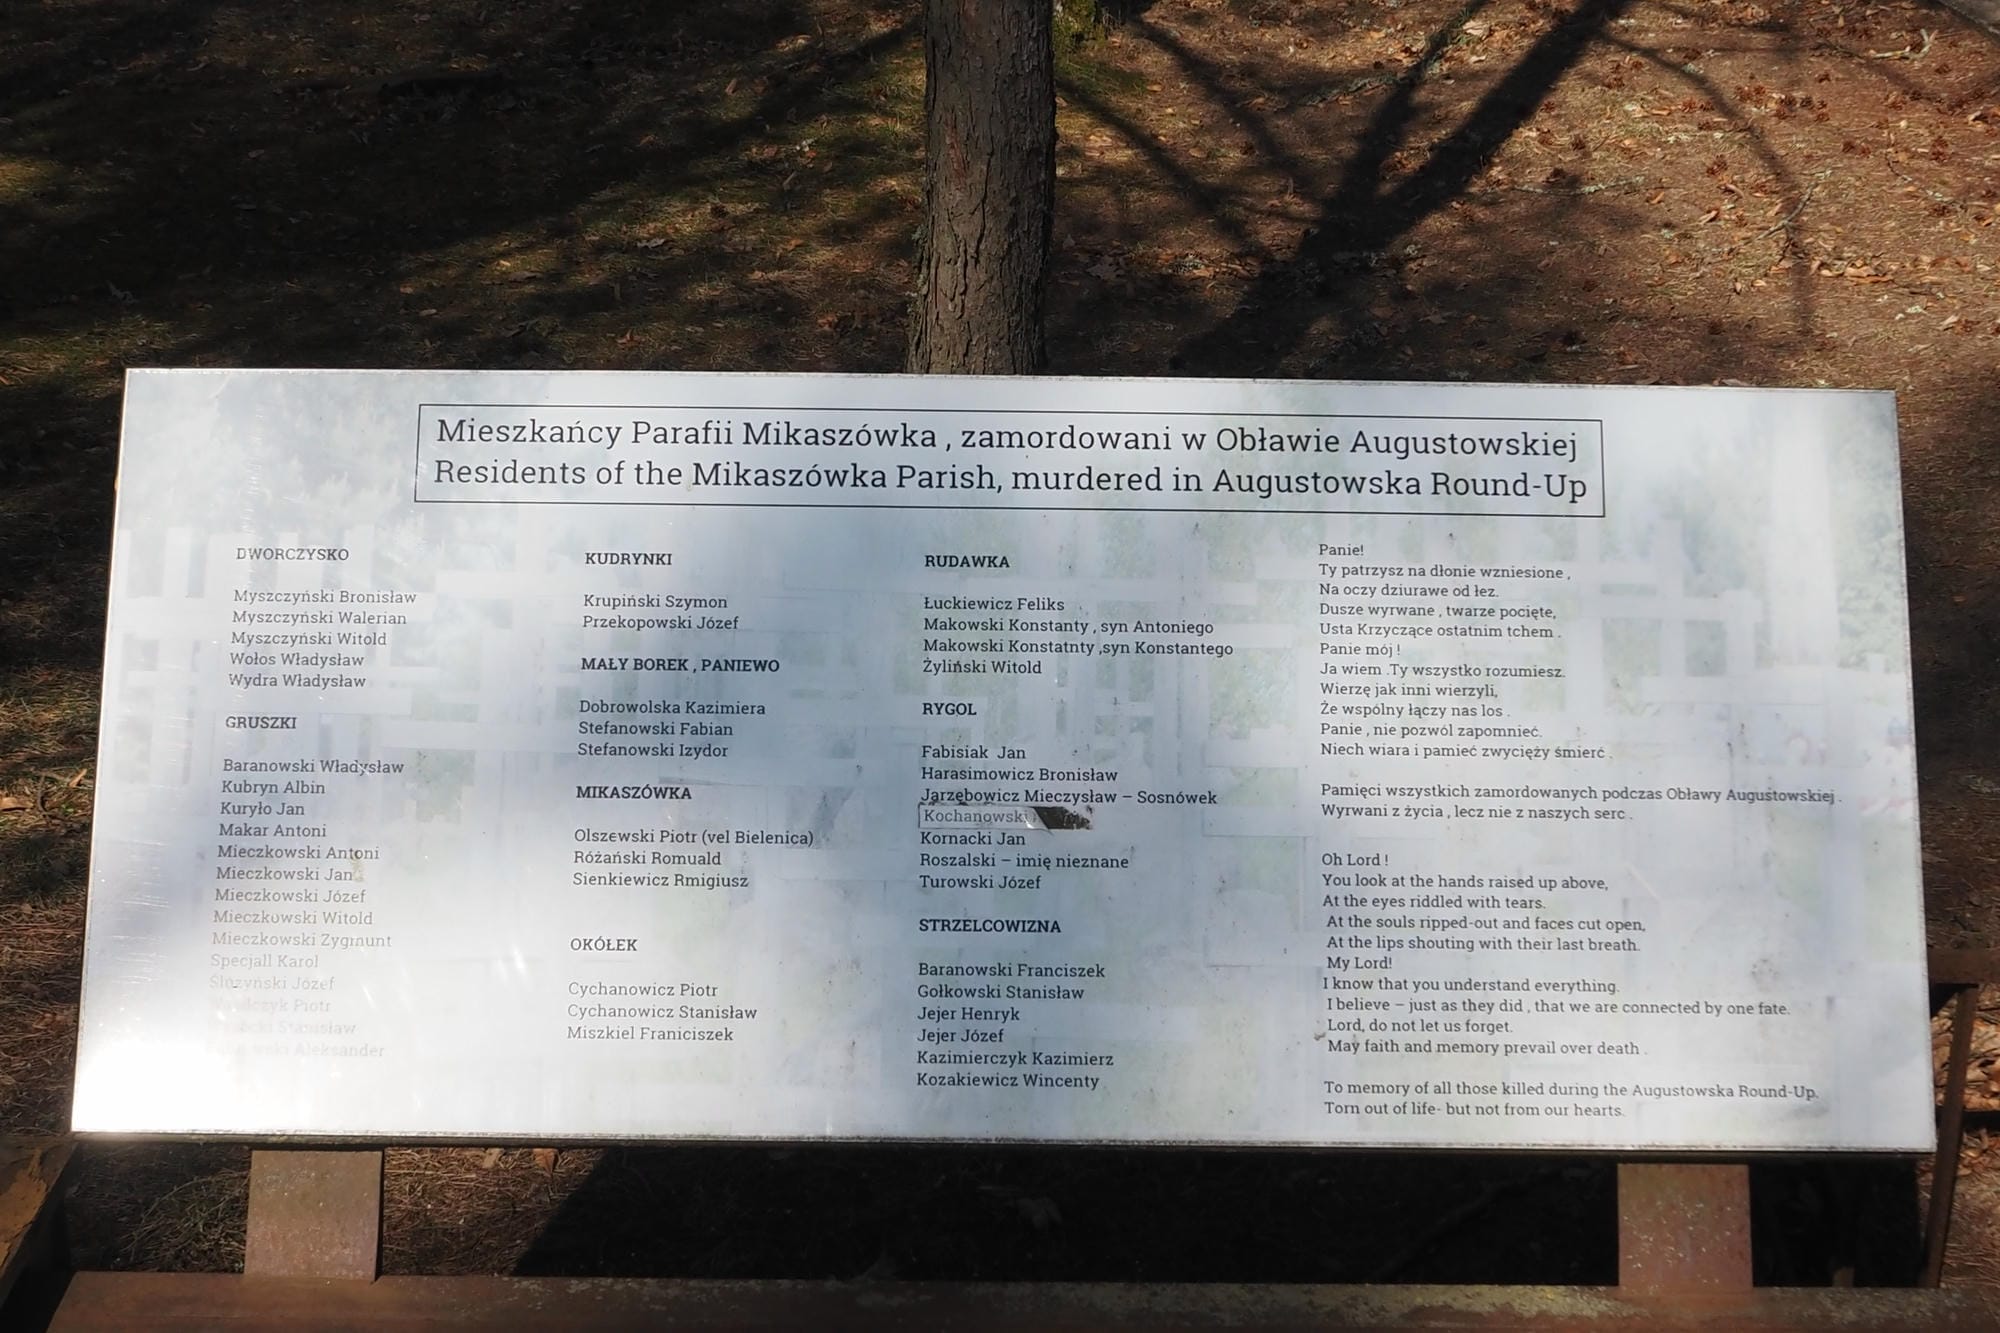 Mieszkańcy Parafii Mikaszówka , zamordowani w Obławie Augustowskiej
Residents of the Mikaszówka Parish, murdered in Augustowska Round-Up
DWORCZYSKO
Myszczyński Bronisław
Myszczyński Walerian
Myszczyński Witold
Wołos Władysław
Wydra Władysław
GRUSZKI
Baranowski Władysław
Kubryn Albin
Kuryło Jan
Makar Antoni
Mieczkowski Antoni
Mieczkowski Jan
Mieczkowski Józef
Mieczkowski Witold
Mieczkowski Zygmunt
Specjall Karol
Ślużyński Józef
Piotr
Stanisław
Aleksander
KUDRYNKI
Krupiński Szymon
Przekopowski Józef
MAŁY BOREK , PANIEWO
Dobrowolska Kazimiera
Stefanowski Fabian
Stefanowski Izydor
MIKASZÓWKA
Olszewski Piotr (vel Bielenica)
Różański Romuald
Sienkiewicz Rmigiusz
OKÓŁEK
Cychanowicz Piotr
Cychanowicz Stanisław
Miszkiel Franiciszek
RUDAWKA
Łuckiewicz Feliks
Makowski Konstanty , syn Antoniego
Makowski Konstatnty ,syn Konstantego
Żyliński Witold
RYGOL
Fabisiak Jan
Harasimowicz Bronisław
Jarzębowicz Mieczysław – Sosnówek
Kochanowski
Kornacki Jan
Roszalski – imię nieznane
Turowski Józef
STRZELCOWIZNA
Baranowski Franciszek
Gołkowski Stanisław
Jejer Henryk
Jejer Józef
Kazimierczyk Kazimierz
Kozakiewicz Wincenty
Panie!
Ty patrzysz na dłonie wzniesione ,
Na oczy dziurawe od łez.
Dusze wyrwane , twarze pocięte,
Usta Krzyczące ostatnim tchem .
Panie mój !
Ja wiem .Ty wszystko rozumiesz.
Wierzę jak inni wierzyli,
Że wspólny łączy nas los .
Panie , nie pozwól zapomnieć.
Niech wiara i pamieć zwycięży śmierć .
Pamięci wszystkich zamordowanych podczas Obławy Augustowskiej .
Wyrwani z życia , lecz nie z naszych serc .
Oh Lord !
You look at the hands raised up above,
At the eyes riddled with tears.
At the souls ripped-out and faces cut open,
At the lips shouting with their last breath.
My Lord!
I know that you understand everything.
I believe – just as they did , that we are connected by one fate.
Lord, do not let us forget.
May faith and memory prevail over death .
To memory of all those killed during the Augustowska Round-Up.
Torn out of life- but not from our hearts.